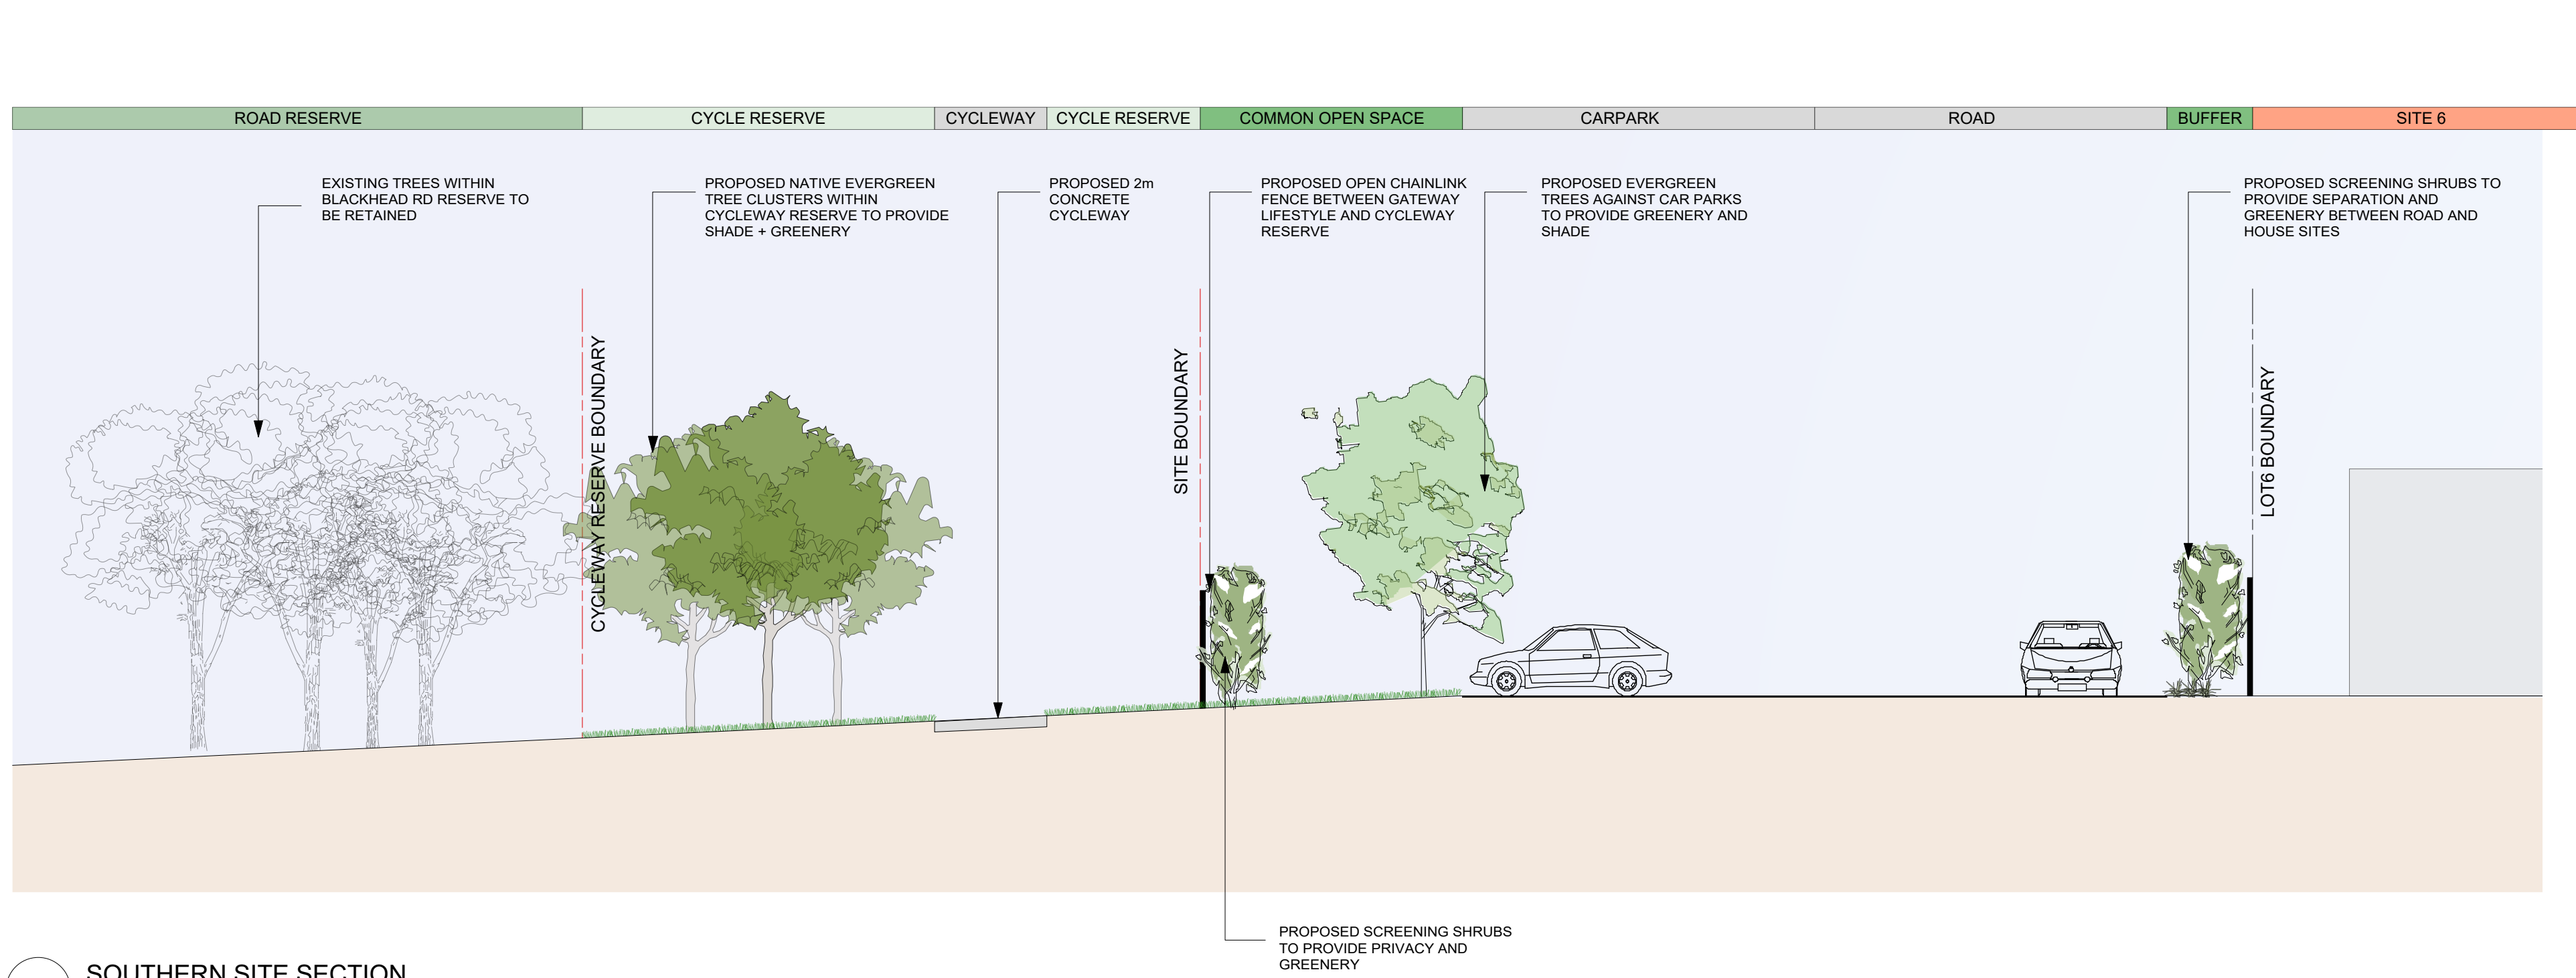 ROAD RESERVE
CYCLE RESERVE
CYCLEWAY
CYCLE RESERVE
COMMON OPEN SPACE
CARPARK
ROAD
BUFFER
SITE 6
EXISTING TREES WITHIN
BLACKHEAD RD RESERVE TO
BE RETAINED
PROPOSED NATIVE EVERGREEN
TREE CLUSTERS WITHIN
CYCLEWAY RESERVE TO PROVIDE
SHADE + GREENERY
PROPOSED 2m
CONCRETE
CYCLEWAY
PROPOSED OPEN CHAINLINK
FENCE BETWEEN GATEWAY
LIFESTYLE AND CYCLEWAY
RESERVE
PROPOSED EVERGREEN
TREES AGAINST CAR PARKS
TO PROVIDE GREENERY AND
SHADE
PROPOSED SCREENING SHRUBS TO
PROVIDE SEPARATION AND
GREENERY BETWEEN ROAD AND
HOUSE SITES
CYCLEWAY RESERVE BOUNDARY
SITE BOUNDARY
LOT6 BOUNDARY
PROPOSED SCREENING SHRUBS
TO PROVIDE PRIVACY AND
GREENERY
SOUTHERN SITE SECTION